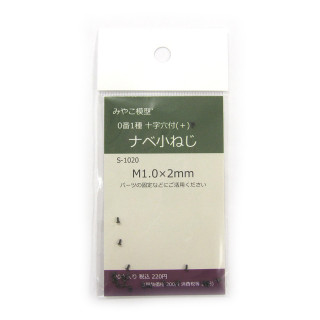 みやこ模型
0番1種 十字穴付(+)
ナベ小ねじ
S-1020
M1.0×2mm
パーツの固定などにご活用ください
税込 220円